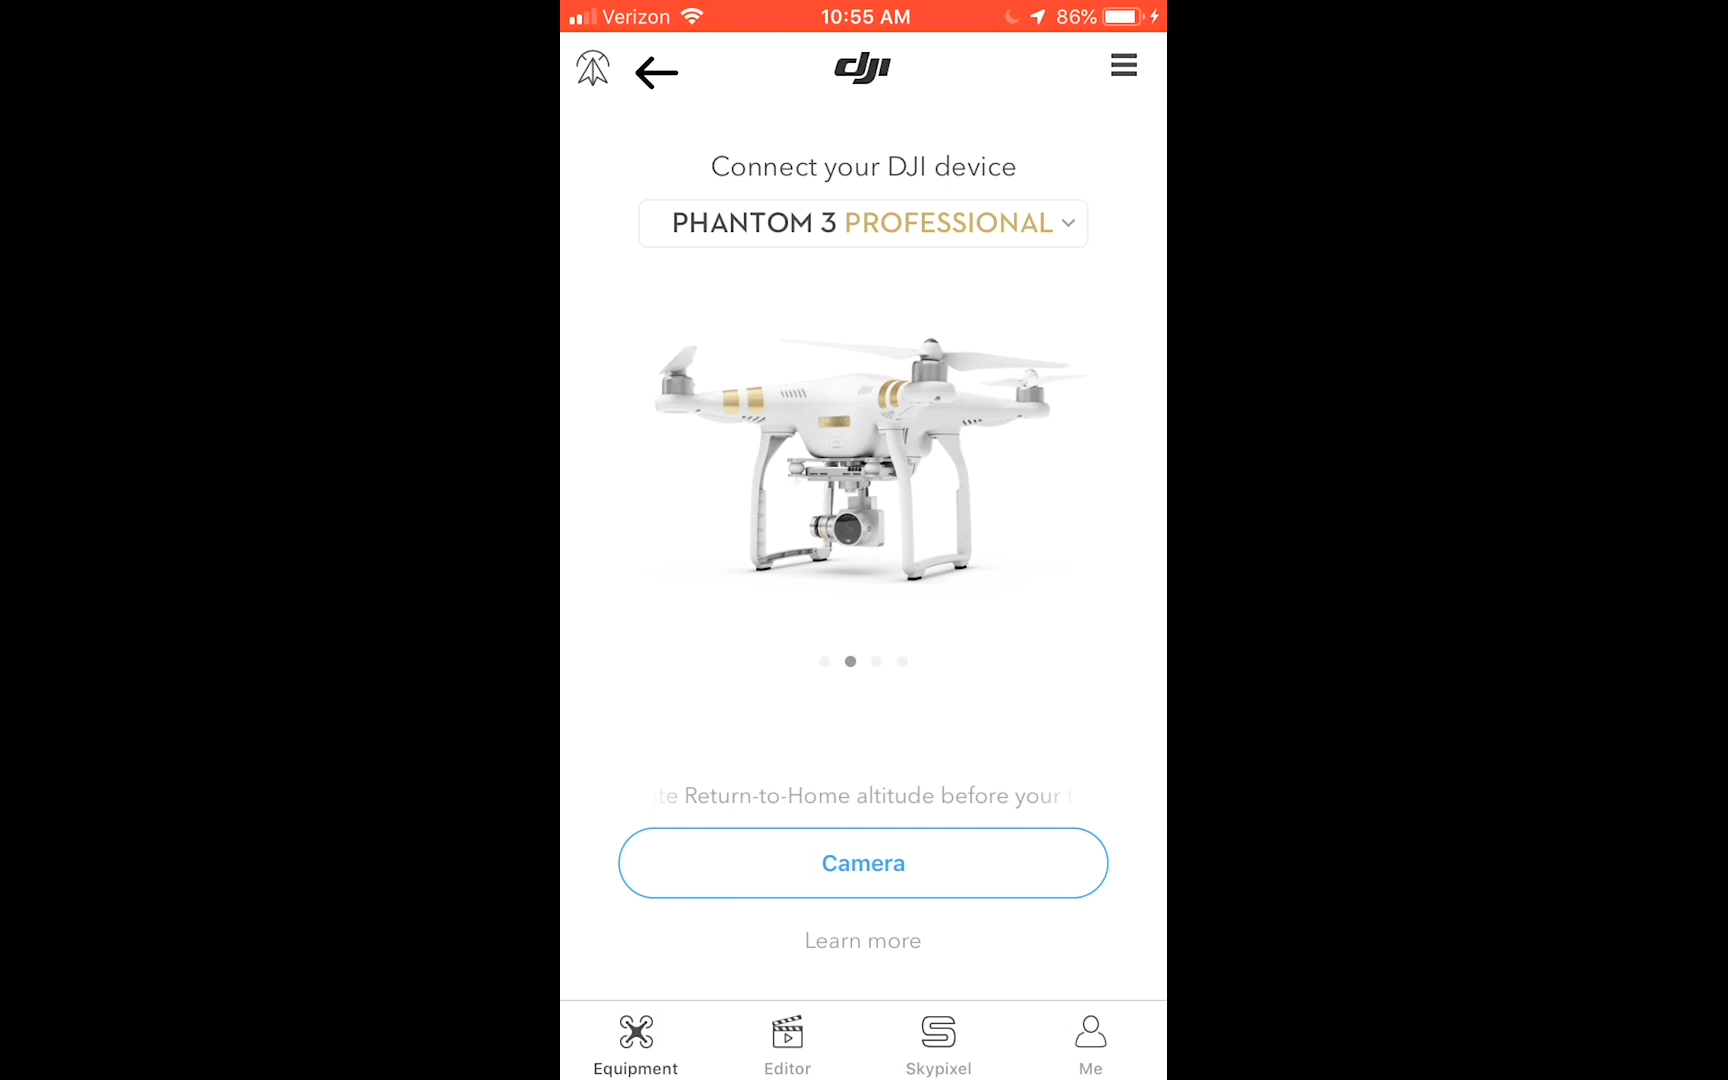 Verizon 10:55 AM 86%
dji
Connect your DJI device
PHANTOM 3 PROFESSIONAL
Return-to-Home altitude before your
Camera
Learn more
Equipment Editor Skypixel Me